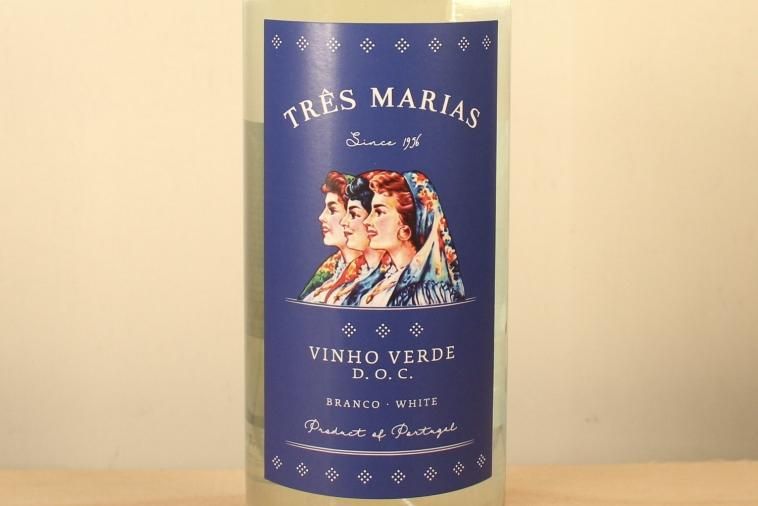 TRÊS MARIAS
Since 1956
VINHO VERDE
D. O. C.
BRANCO · WHITE
Product of Portugal